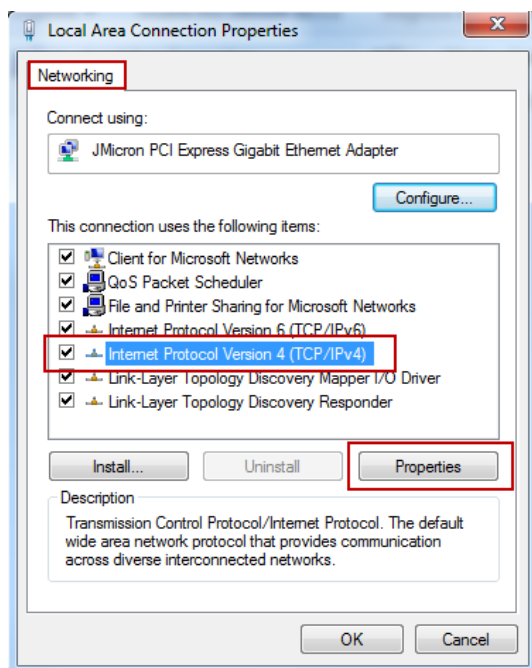 Local Area Connection Properties
Networking
Connect using:
JMicron PCI Express Gigabit Ethernet Adapter
Configure...
This connection uses the following items:
Client for Microsoft Networks
QoS Packet Scheduler
File and Printer Sharing for Microsoft Networks
Internet Protocol Version 6 (TCP/IPv6)
Internet Protocol Version 4 (TCP/IPv4)
Link-Layer Topology Discovery Mapper I/O Driver
Link-Layer Topology Discovery Responder
Install...
Uninstall
Properties
Description
Transmission Control Protocol/Internet Protocol. The default
wide area network protocol that provides communication
across diverse interconnected networks.
OK
Cancel